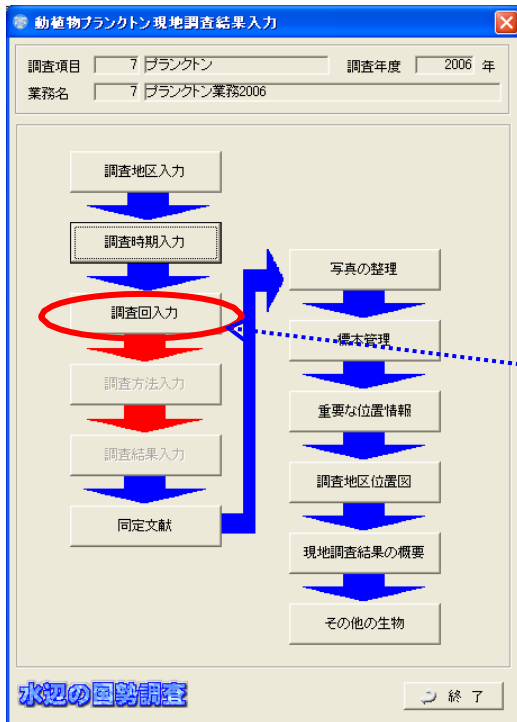 動植物プランクトン現地調査結果入力
調査項目 7 プランクトン 調査年度 2006 年
業務名 7 プランクトン業務2006
調査地区入力
調査時期入力
調査回入力
調査方法入力
調査結果入力
同定文献
写真の整理
標本管理
重要な位置情報
調査地区位置図
現地調査結果の概要
その他の生物
水辺の国勢調査
終 了